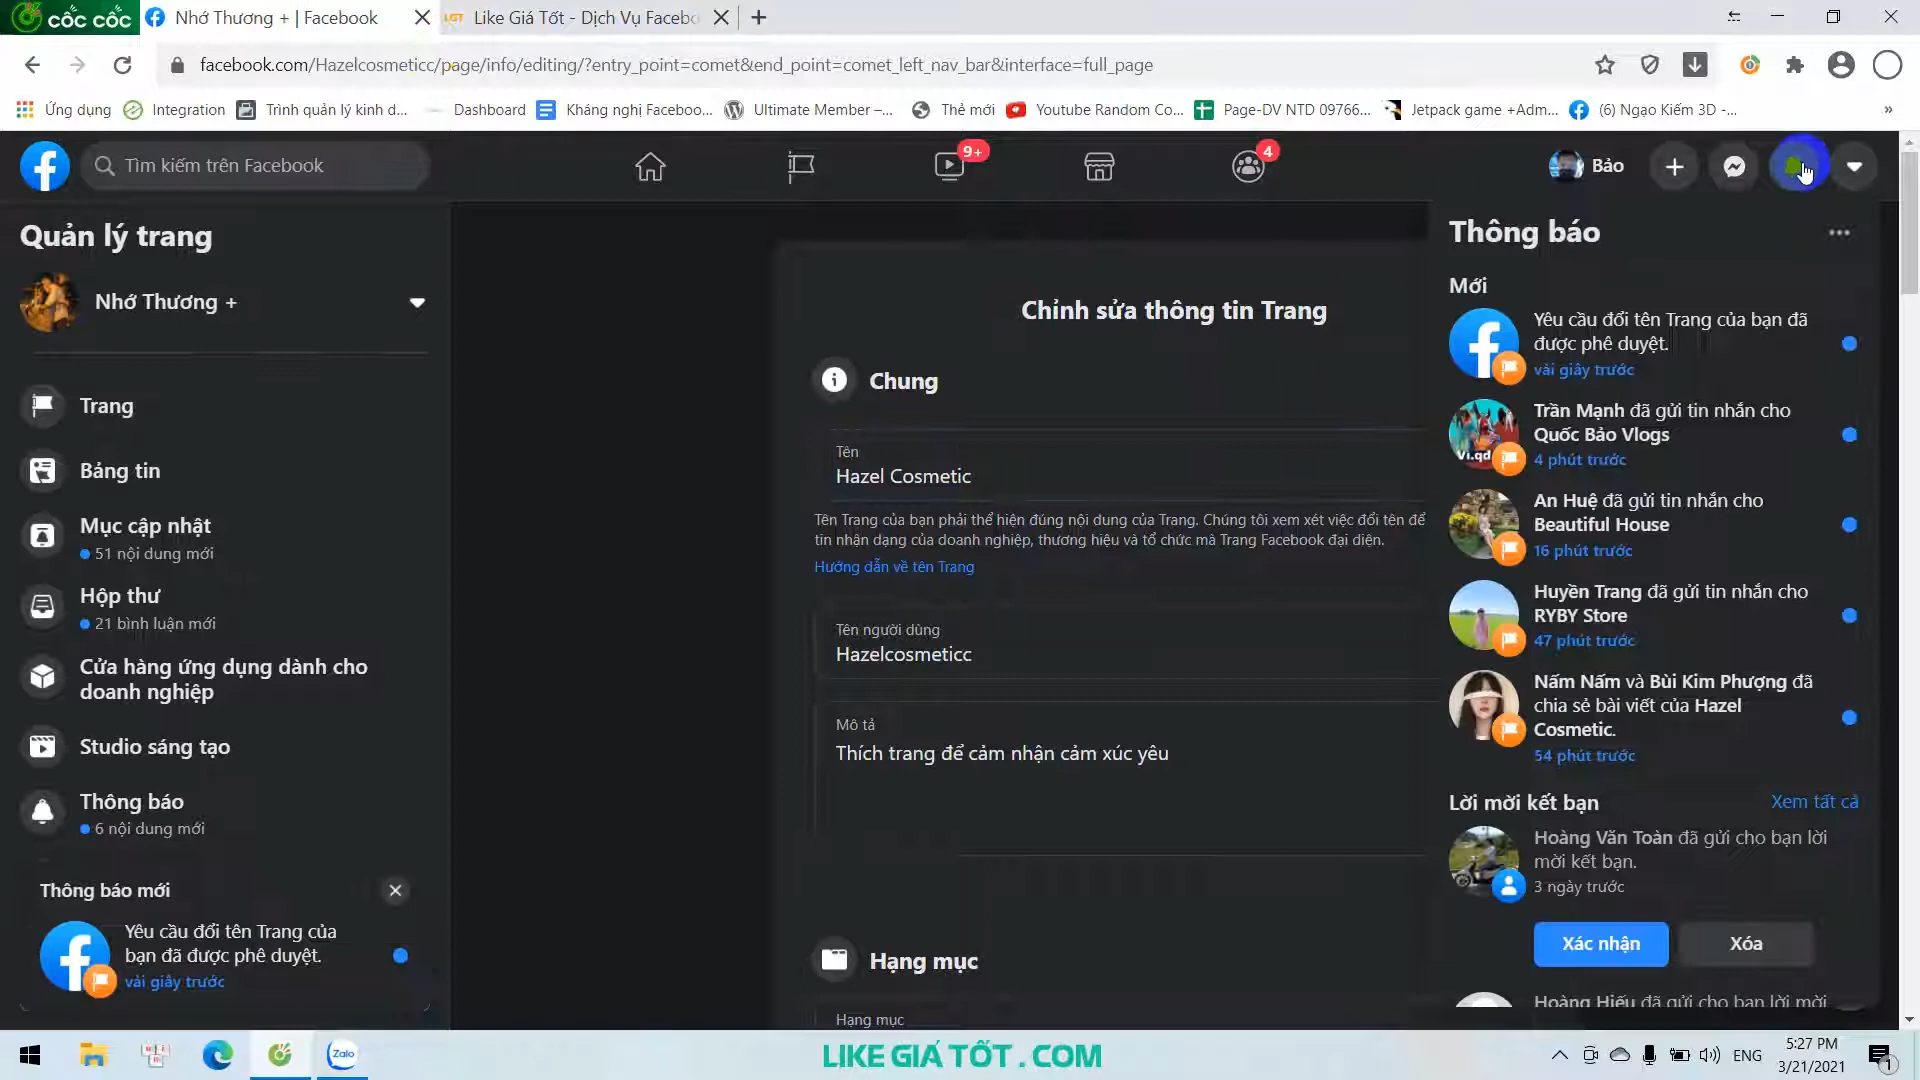 cốc cốc
Nhớ Thương + | Facebook
LGT Like Giá Tốt - Dịch Vụ Facebo
facebook.com/Hazelcosmeticc/page/info/editing/?entry_point=comet&end_point=comet_left_nav_bar&interface=full_page
Ứng dụng
Integration
Trình quản lý kinh d...
Dashboard
Kháng nghị Faceboo...
Ultimate Member –...
Thẻ mới
Youtube Random Co...
Page-DV NTD 09766...
Jetpack game +Adm...
(6) Ngạo Kiếm 3D -...
»
Tìm kiếm trên Facebook
9+
4
Bảo
Quản lý trang
Nhớ Thương +
Trang
Bảng tin
Mục cập nhật
51 nội dung mới
Hộp thư
21 bình luận mới
Cửa hàng ứng dụng dành cho
doanh nghiệp
Studio sáng tạo
Thông báo
6 nội dung mới
Thông báo mới
Yêu cầu đổi tên Trang của
bạn đã được phê duyệt.
vài giây trước
Chỉnh sửa thông tin Trang
Chung
Tên
Hazel Cosmetic
Tên Trang của bạn phải thể hiện đúng nội dung của Trang. Chúng tôi xem xét việc đổi tên để
tin nhận dạng của doanh nghiệp, thương hiệu và tổ chức mà Trang Facebook đại diện.
Hướng dẫn về tên Trang
Tên người dùng
Hazelcosmeticc
Mô tả
Thích trang để cảm nhận cảm xúc yêu
Hạng mục
Hạng mục
Thông báo
Mới
Yêu cầu đổi tên Trang của bạn đã
được phê duyệt.
vài giây trước
Trần Mạnh đã gửi tin nhắn cho
Quốc Bảo Vlogs
4 phút trước
Vi.qd
An Huệ đã gửi tin nhắn cho
Beautiful House
16 phút trước
Huyền Trang đã gửi tin nhắn cho
RYBY Store
47 phút trước
Nấm Nấm và Bùi Kim Phượng đã
chia sẻ bài viết của Hazel
Cosmetic.
54 phút trước
Lời mời kết bạn
Xem tất cả
Hoàng Văn Toàn đã gửi cho bạn lời
mời kết bạn.
3 ngày trước
Xác nhận
Xóa
Hoàng Hiếu đã gửi cho bạn lời mời
Zalo
LIKE GIÁ TỐT . COM
ENG
5:27 PM
3/21/2021
1